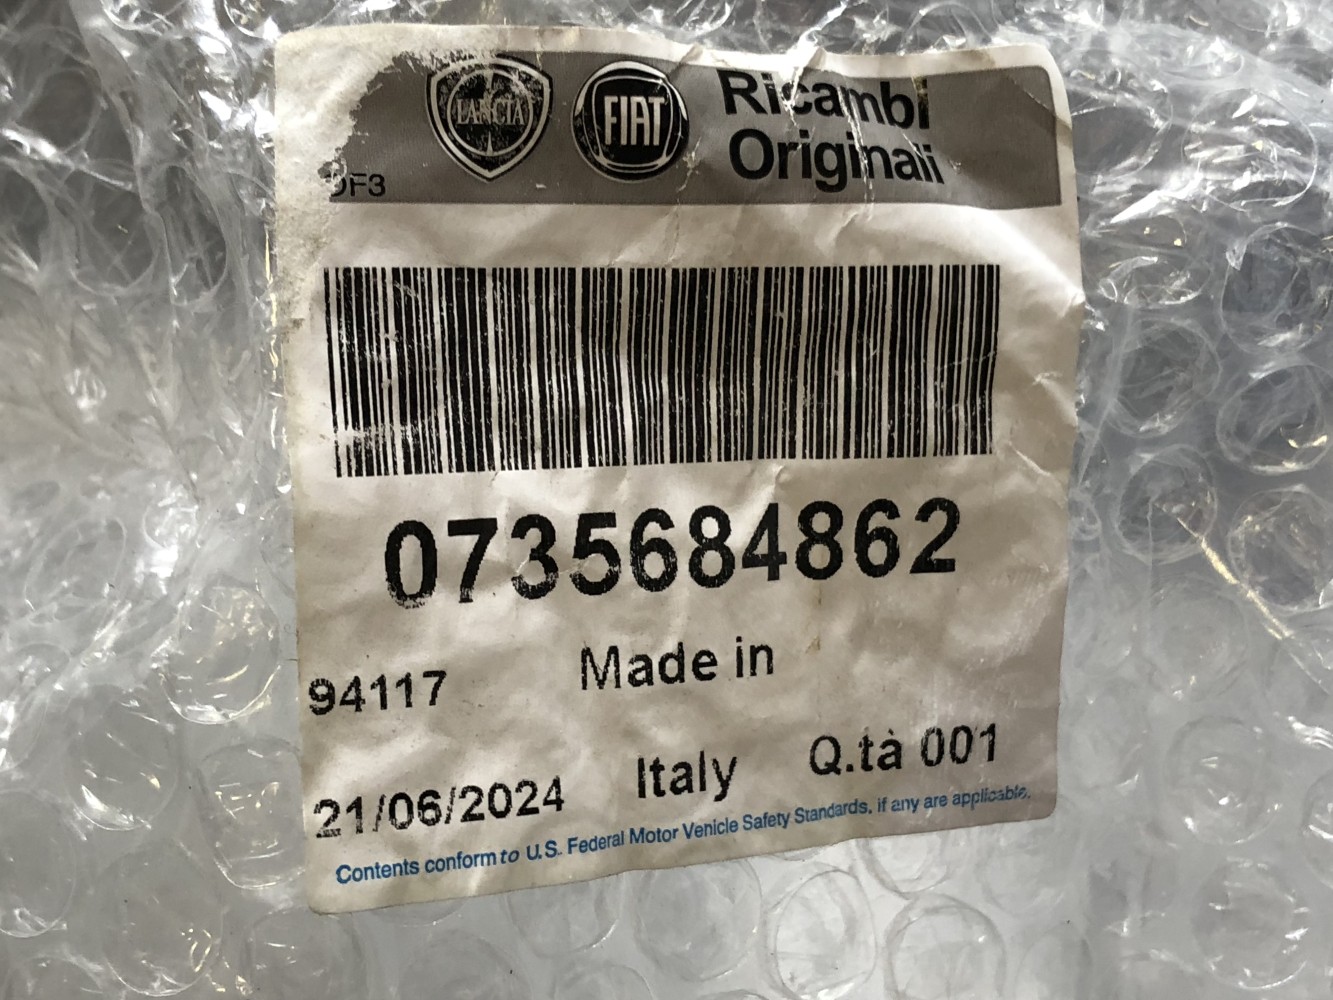 LANCIA
FIAT
Ricambi
Originali
0F3
0735684862
94117
Made in
Italy
Q.tà 001
21/06/2024
Contents conform to U.S. Federal Motor Vehicle Safety Standards, if any are applicable.